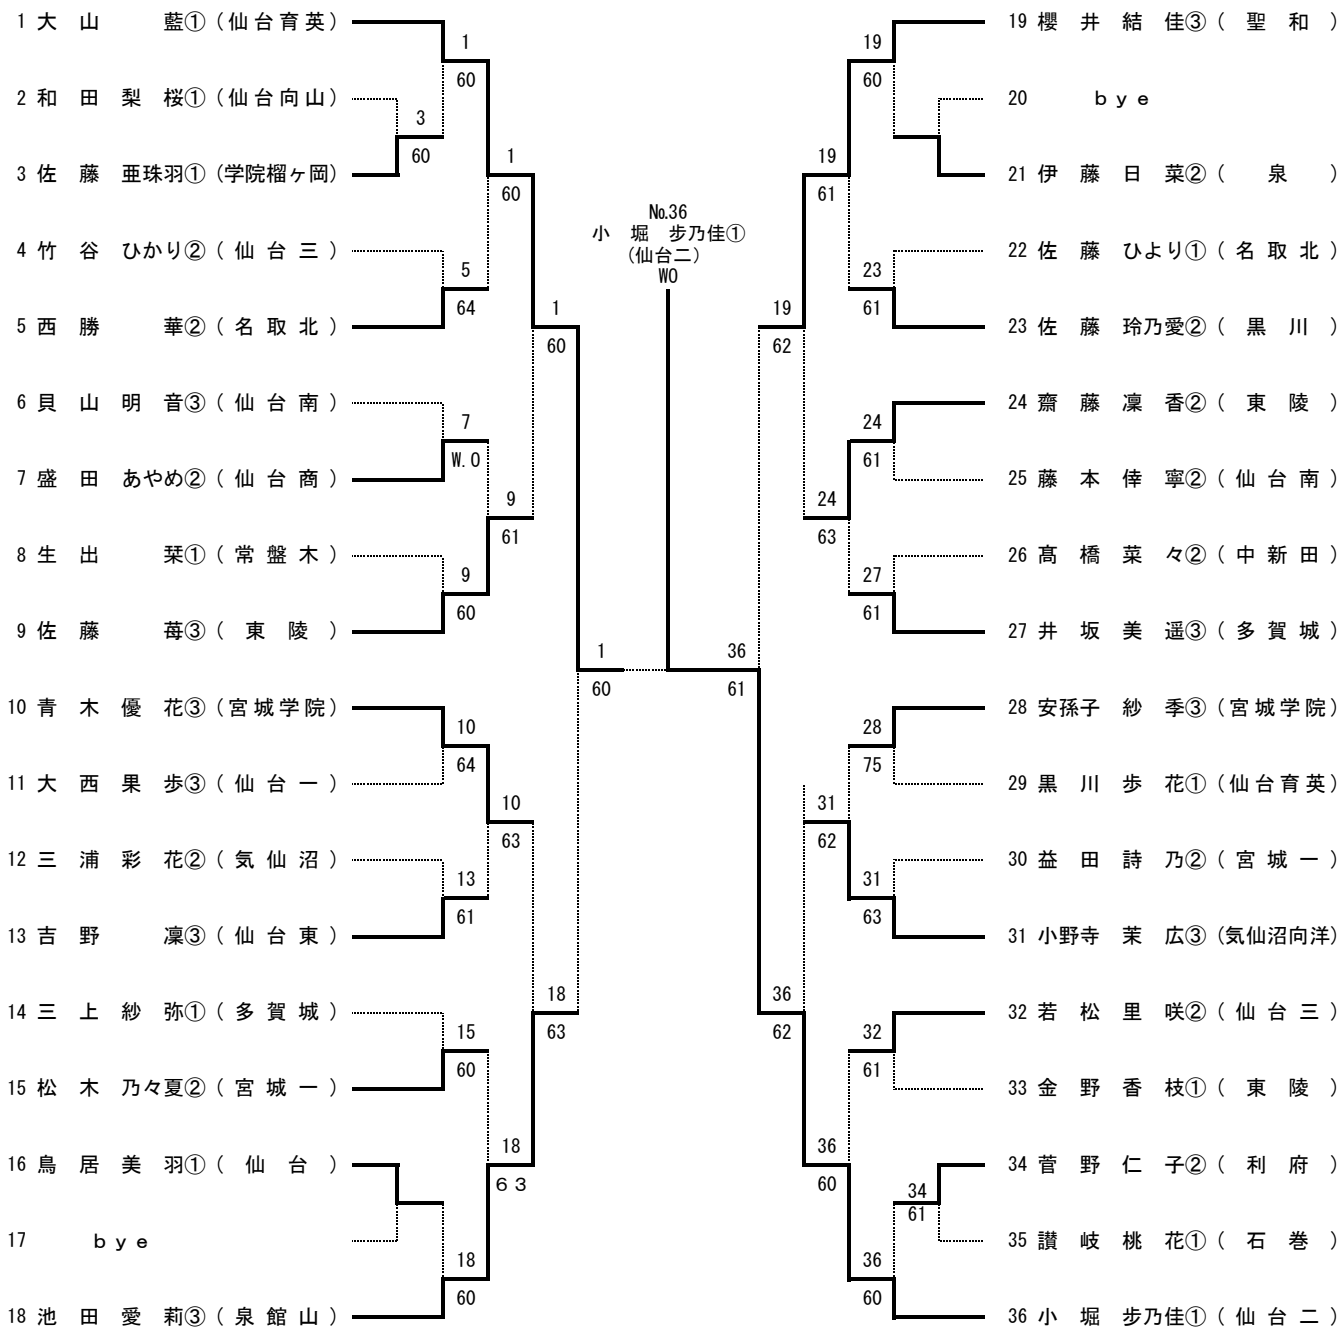 1 大 山 藍① (仙台育英)
2 和 田 梨 桜① (仙台向山)
3 佐 藤 亜珠羽① (学院榴ヶ岡)
4 竹 谷 ひかり② ( 仙 台 三 )
5 西 勝 華② ( 名 取 北 )
6 貝 山 明 音③ ( 仙 台 南 )
7 盛 田 あやめ② ( 仙 台 商 )
8 生 出 栞① ( 常 盤 木 )
9 佐 藤 苺③ ( 東 陵 )
10 青 木 優 花③ (宮城学院)
11 大 西 果 歩③ ( 仙 台 一 )
12 三 浦 彩 花② ( 気 仙 沼 )
13 吉 野 凜③ ( 仙 台 東 )
14 三 上 紗 弥① ( 多 賀 城 )
15 松 木 乃々夏② ( 宮 城 一 )
16 鳥 居 美 羽① ( 仙 台 )
17 bye
18 池 田 愛 莉③ ( 泉 館 山 )
1
60
3
60
5
64
7
W.O
9
60
10
64
13
61
15
60
18
60
1
60
9
61
10
63
18
63
1
60
18
63
1
60
No.36
小 堀 歩乃佳①
(仙台二)
WO
36
61
19
62
36
62
19
61
24
63
31
62
36
60
19
60
23
61
24
61
27
61
28
75
31
63
32
61
34
61
36
60
19 櫻 井 結 佳③ ( 聖 和 )
20 bye
21 伊 藤 日 菜② ( 泉 )
22 佐 藤 ひより① ( 名 取 北 )
23 佐 藤 玲乃愛② ( 黒 川 )
24 齋 藤 凜 香② ( 東 陵 )
25 藤 本 倖 寧② ( 仙 台 南 )
26 髙 橋 菜 々② ( 中 新 田 )
27 井 坂 美 遥③ ( 多 賀 城 )
28 安孫子 紗 季③ (宮城学院)
29 黒 川 歩 花① (仙台育英)
30 益 田 詩 乃② ( 宮 城 一 )
31 小野寺 茉 広③ (気仙沼向洋)
32 若 松 里 咲② ( 仙 台 三 )
33 金 野 香 枝① ( 東 陵 )
34 菅 野 仁 子② ( 利 府 )
35 讃 岐 桃 花① ( 石 巻 )
36 小 堀 歩乃佳① ( 仙 台 二 )